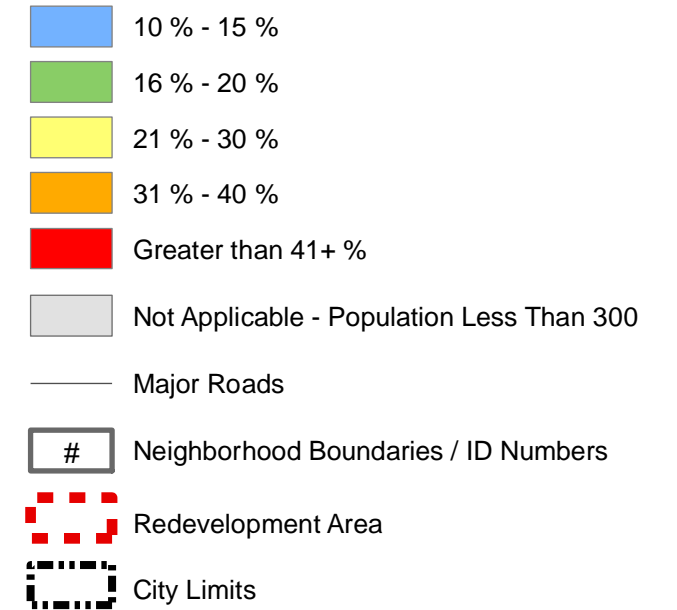 10 % - 15 %
16 % - 20 %
21 % - 30 %
31 % - 40 %
Greater than 41+ %
Not Applicable - Population Less Than 300
Major Roads
# Neighborhood Boundaries / ID Numbers
Redevelopment Area
City Limits